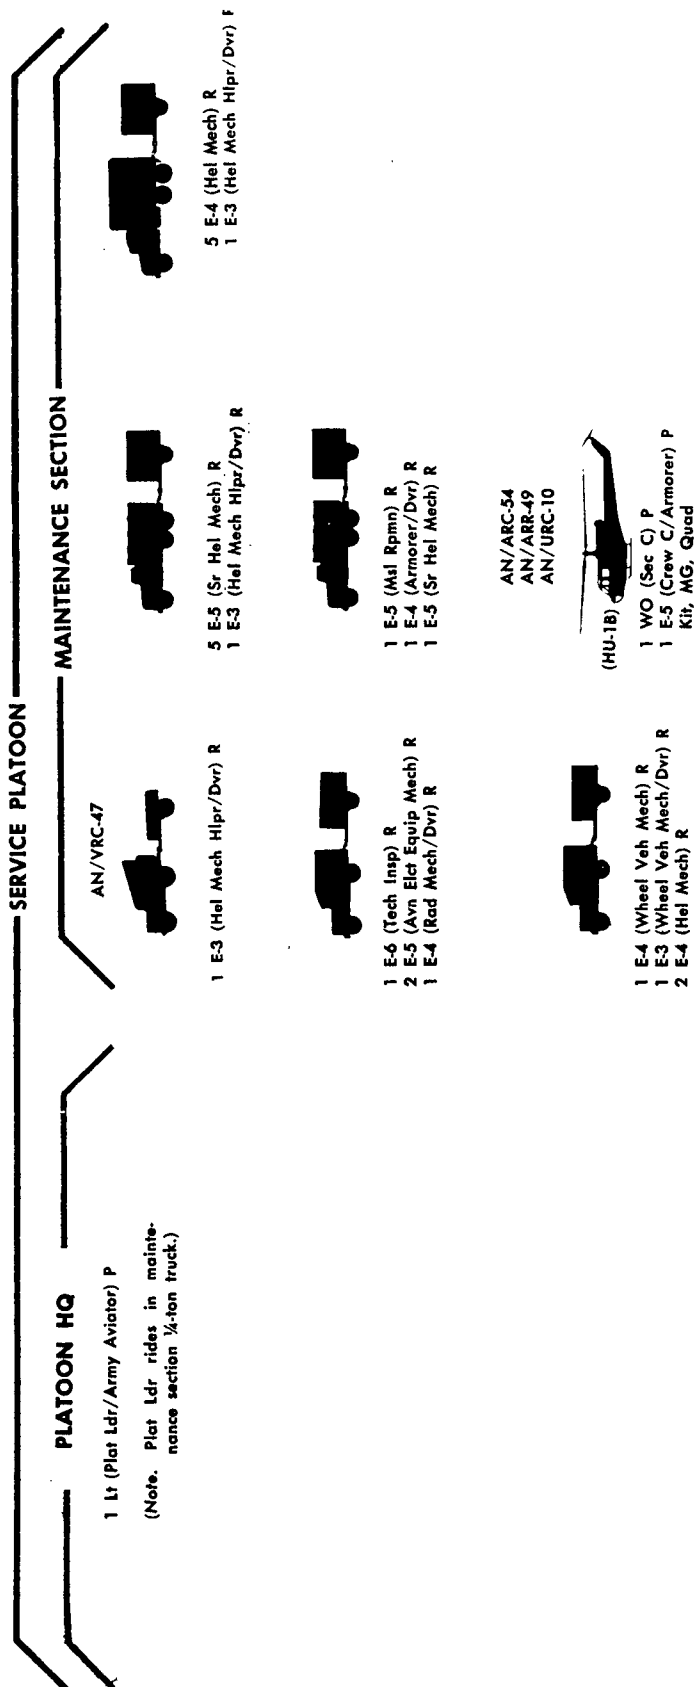 SERVICE PLATOON
PLATOON HQ
1 Lt (Plat Ldr/Army Aviator) P
(Note. Plat Ldr rides in mainte-
nance section ¼-ton truck.)
MAINTENANCE SECTION
AN/VRC-47
1 E-3 (Hel Mech Hlpr/Dvr) R
5 E-5 (Sr Hel Mech) R
1 E-3 (Hel Mech Hlpr/Dvr) R
5 E-4 (Hel Mech) R
1 E-3 (Hel Mech Hlpr/Dvr)
1 E-6 (Tech Insp) R
2 E-5 (Avn Elct Equip Mech) R
1 E-4 (Rad Mech/Dvr) R
1 E-5 (Msl Rpmn) R
1 E-4 (Armorer/Dvr) R
1 E-5 (Sr Hel Mech) R
1 E-4 (Wheel Veh Mech) R
1 E-3 (Wheel Veh Mech/Dvr) R
2 E-4 (Hel Mech) R
AN/ARC-54
AN/ARR-49
AN/URC-10
(HU-1B)
1 WO (Sec C) P
1 E-5 (Crew C/Armorer) P
Kit, MG, Quad